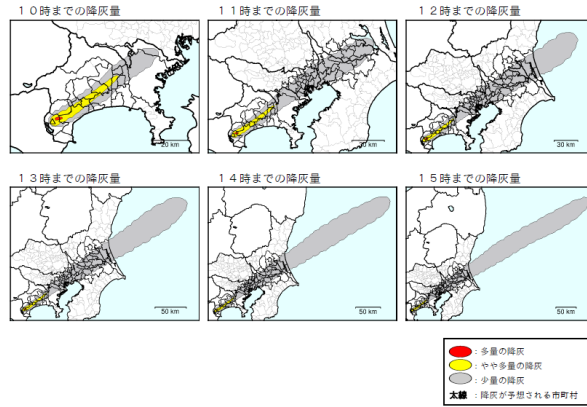 １０時までの降灰量
１１時までの降灰量
１２時までの降灰量
20 km
30 km
30 km
１３時までの降灰量
１４時までの降灰量
１５時までの降灰量
50 km
50 km
50 km
：多量の降灰
：やや多量の降灰
：少量の降灰
太線：降灰が予想される市町村